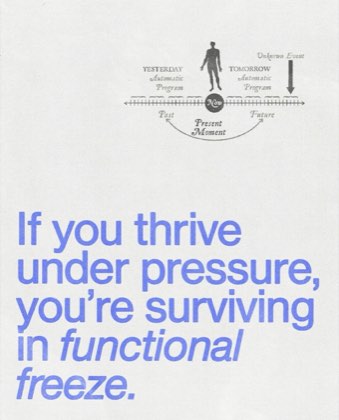 Unknown Event
YESTERDAY TOMORROW
Automatic Automatic
Program Program
Now
Past Future
Present
Moment
If you thrive
under pressure,
you're surviving
in functional
freeze.